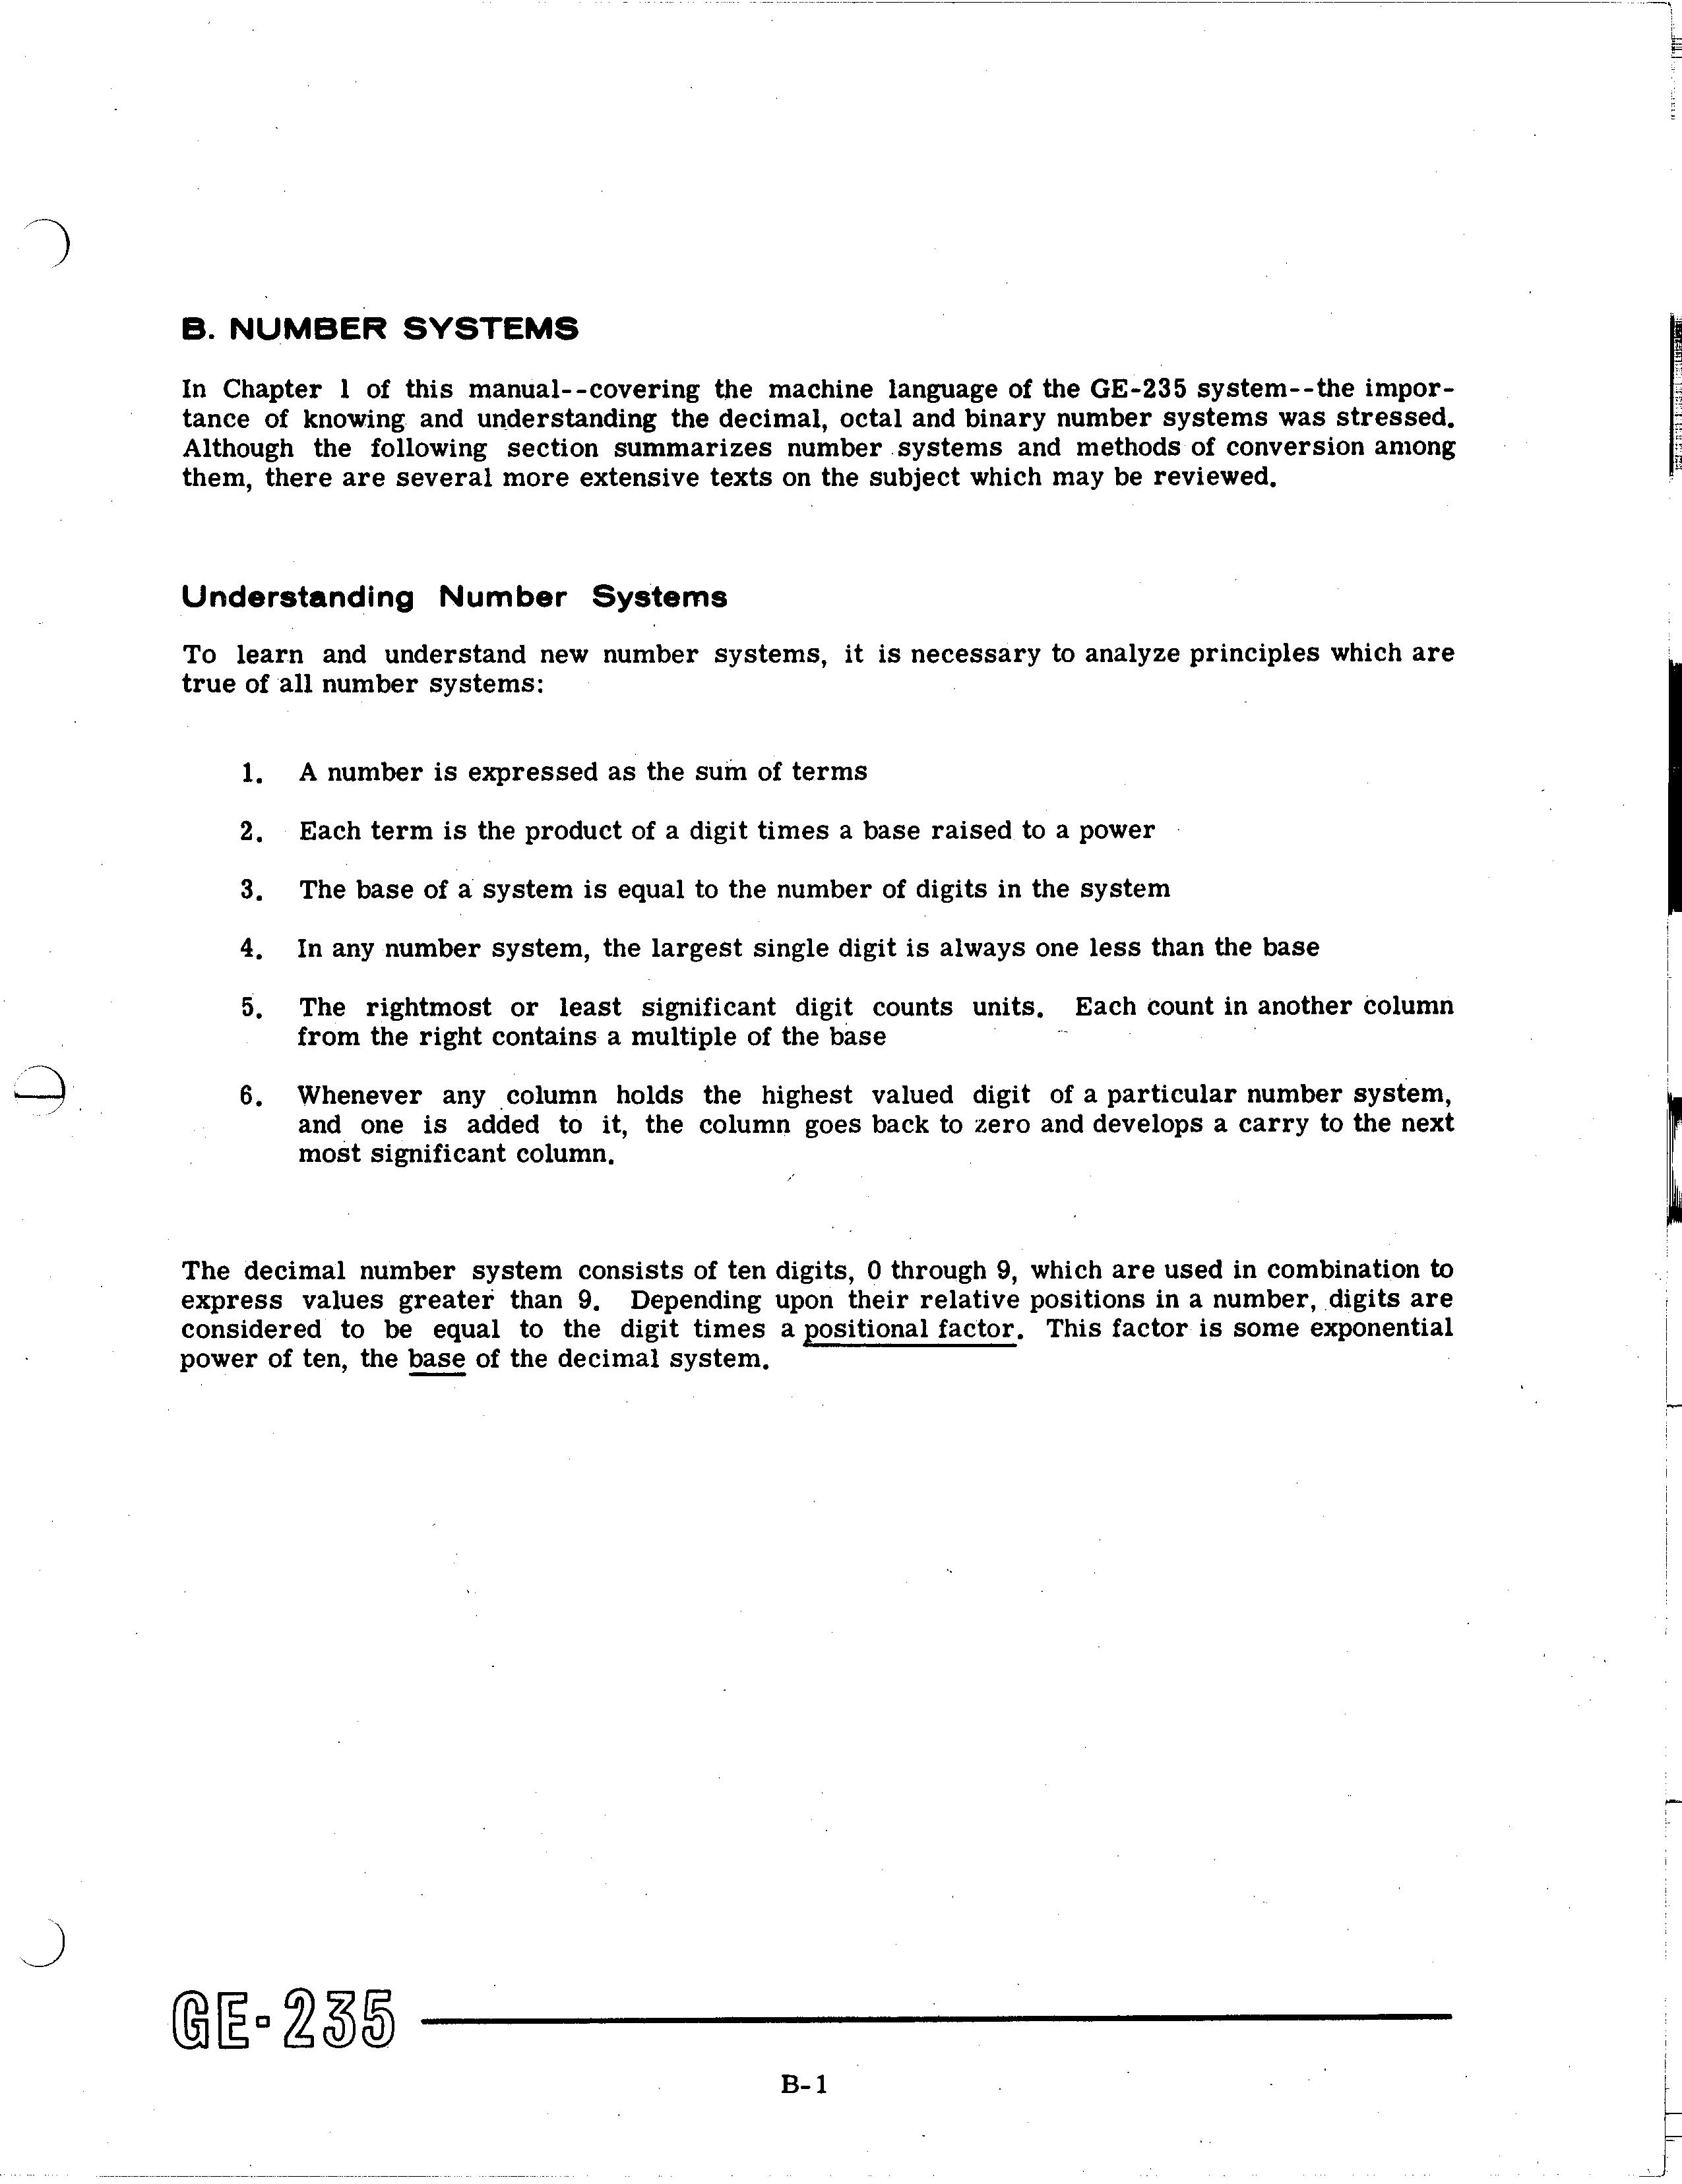 B. NUMBER SYSTEMS
In Chapter 1 of this manual--covering the machine language of the GE-235 system--the impor-
tance of knowing and understanding the decimal, octal and binary number systems was stressed.
Although the following section summarizes number systems and methods of conversion among
them, there are several more extensive texts on the subject which may be reviewed.
Understanding Number Systems
To learn and understand new number systems, it is necessary to analyze principles which are
true of all number systems:
1. A number is expressed as the sum of terms
2. Each term is the product of a digit times a base raised to a power
3. The base of a system is equal to the number of digits in the system
4. In any number system, the largest single digit is always one less than the base
5. The rightmost or least significant digit counts units. Each count in another column
from the right contains a multiple of the base
6. Whenever any column holds the highest valued digit of a particular number system,
and one is added to it, the column goes back to zero and develops a carry to the next
most significant column.
The decimal number system consists of ten digits, 0 through 9, which are used in combination to
express values greater than 9. Depending upon their relative positions in a number, digits are
considered to be equal to the digit times a positional factor. This factor is some exponential
power of ten, the base of the decimal system.
GE-235
B-1